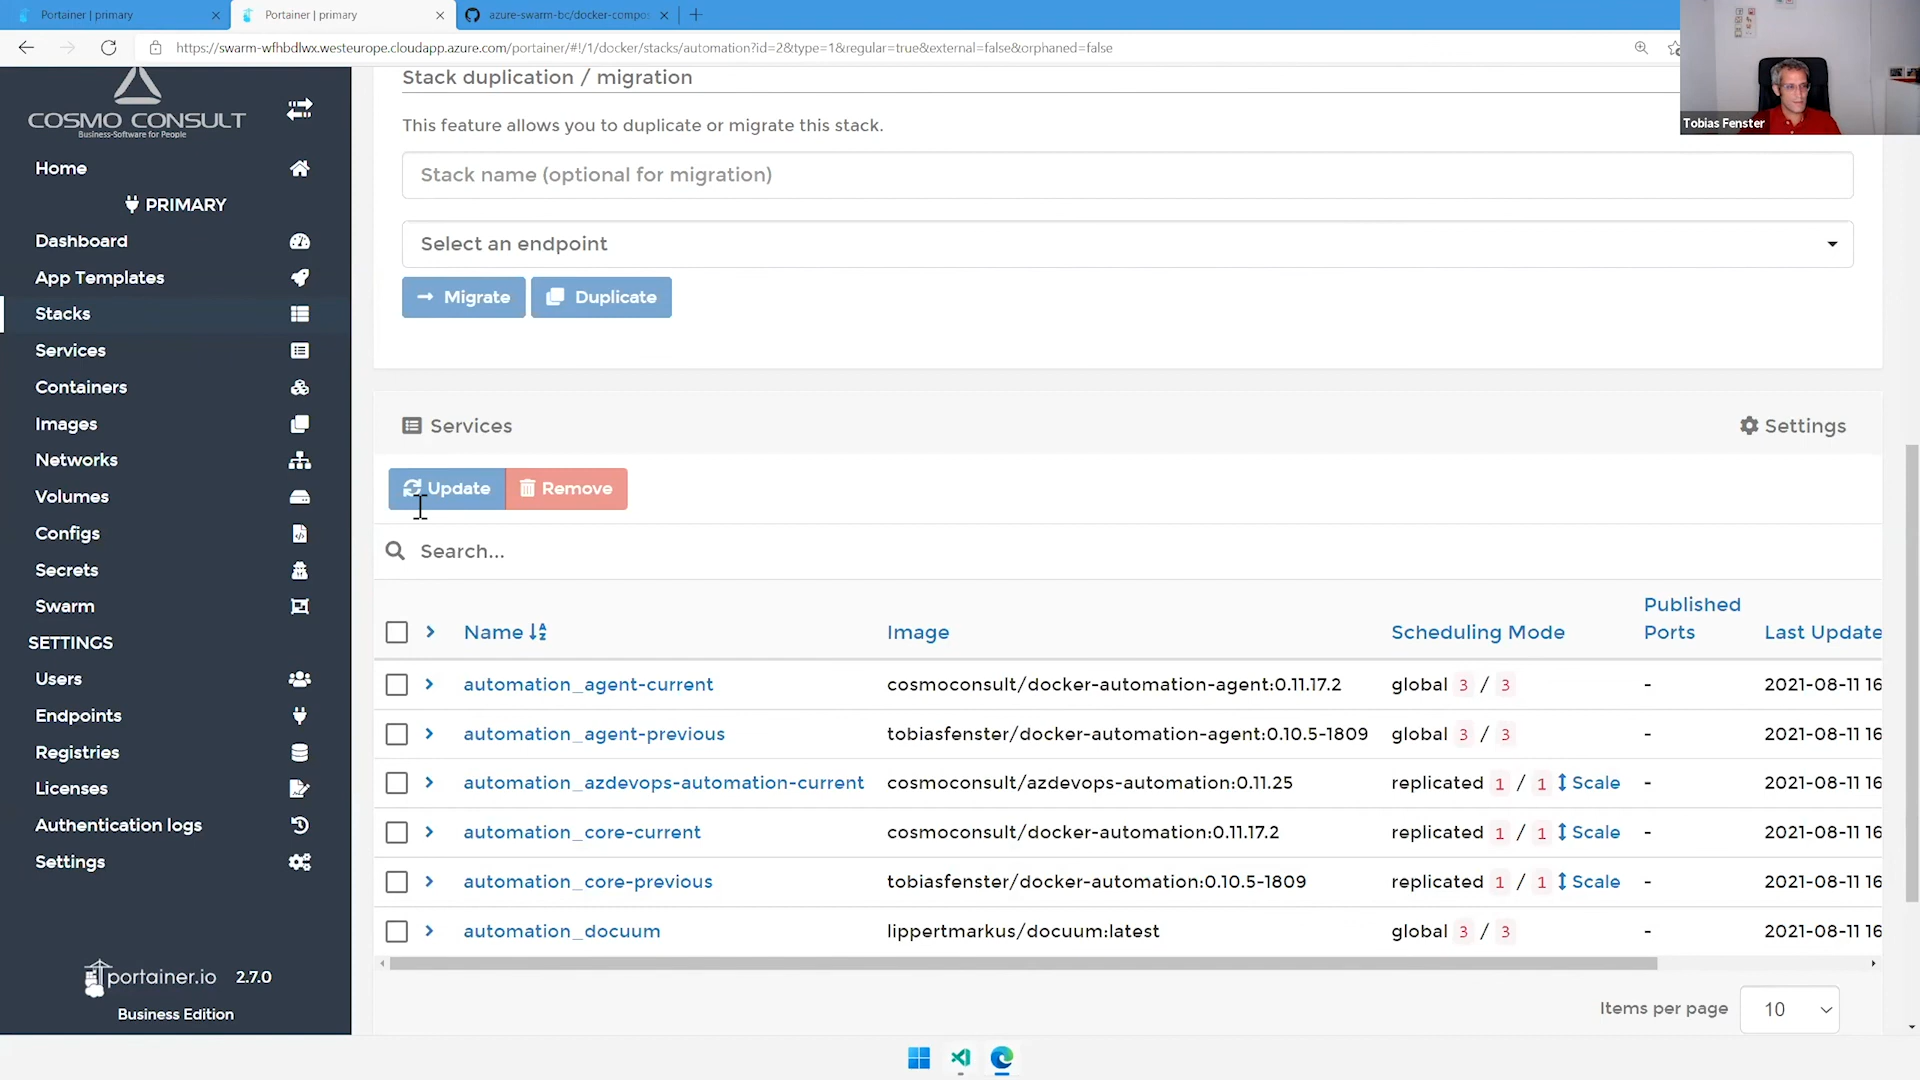 Portainer | primary
Portainer | primary
azure-swarm-bc/docker-compos
https://swarm-wfhbdlwx.westeurope.cloudapp.azure.com/portainer/#!/1/docker/stacks/automation?id=2&type=1&regular=true&external=false&orphaned=false
Tobias Fenster
COSMO CONSULT
Business-Software for People
Home
PRIMARY
Dashboard
App Templates
Stacks
Services
Containers
Images
Networks
Volumes
Configs
Secrets
Swarm
SETTINGS
Users
Endpoints
Registries
Licenses
Authentication logs
Settings
portainer.io 2.7.0
Business Edition
Stack duplication / migration
This feature allows you to duplicate or migrate this stack.
Stack name (optional for migration)
Select an endpoint
Migrate Duplicate
Services Settings
Update Remove
Search...
Name Image Scheduling Mode Published Ports Last Update
automation_agent-current cosmoconsult/docker-automation-agent:0.11.17.2 global 3 / 3 - 2021-08-11 16
automation_agent-previous tobiasfenster/docker-automation-agent:0.10.5-1809 global 3 / 3 - 2021-08-11 16
automation_azdevops-automation-current cosmoconsult/azdevops-automation:0.11.25 replicated 1 / 1 Scale - 2021-08-11 16
automation_core-current cosmoconsult/docker-automation:0.11.17.2 replicated 1 / 1 Scale - 2021-08-11 16
automation_core-previous tobiasfenster/docker-automation:0.10.5-1809 replicated 1 / 1 Scale - 2021-08-11 16
automation_docuum lippertmarkus/docuum:latest global 3 / 3 - 2021-08-11 16
Items per page 10